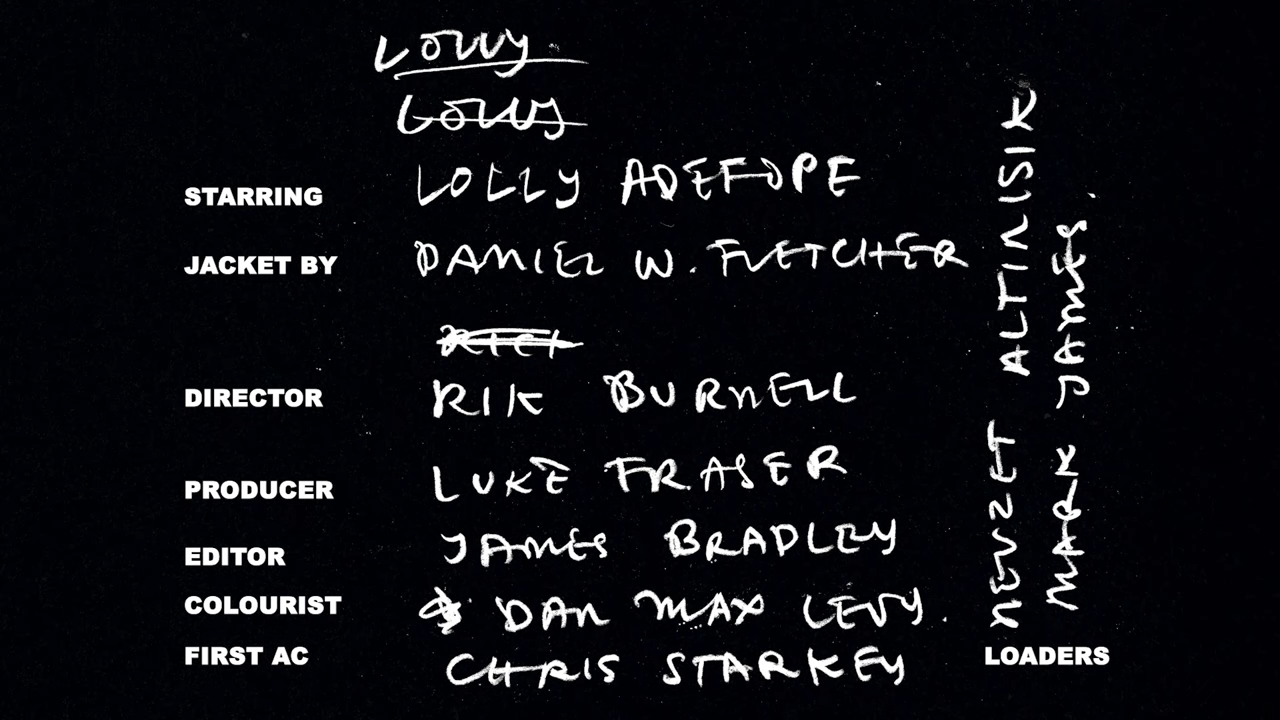 LOLLY.
LOLLY
STARRING LOLLY ADEFOPE
JACKET BY DANIEL W. FLETCHER
DIRECTOR RIK BURNELL
PRODUCER LUKE FRASER
EDITOR JAMES BRADLEY
COLOURIST DAN MAX LEVY.
FIRST AC CHRIS STARKEY
LOADERS
NEVZET ALTINISIK
MARK JAMES.